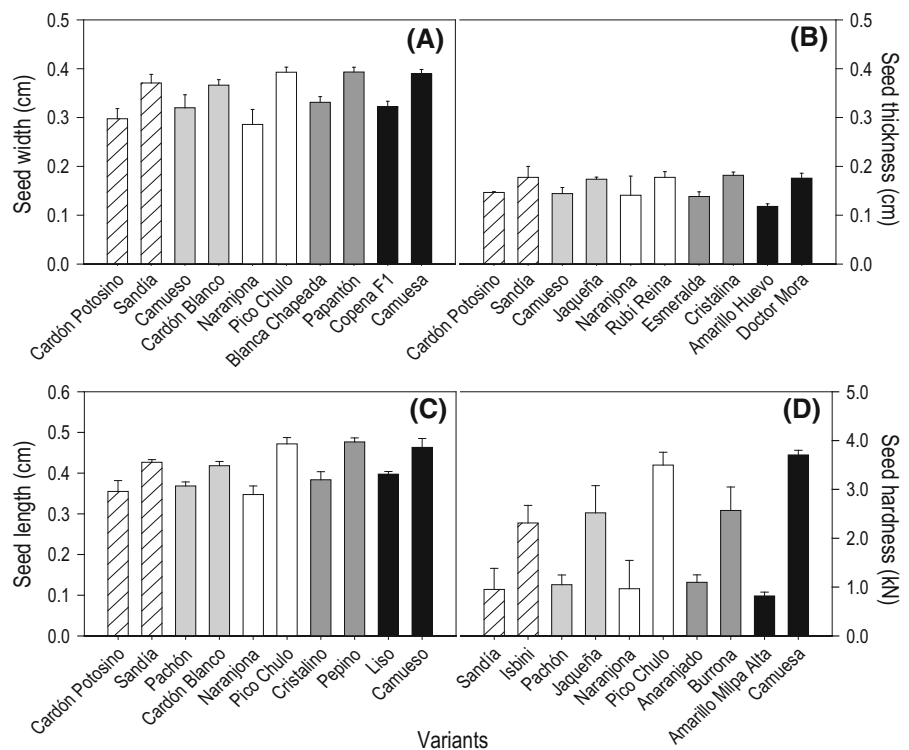 (A)
Seed width (cm)
0.5
0.4
0.3
0.2
0.1
0.0
Cardón Potosino
Sandía
Camueso
Cardón Blanco
Naranjona
Pico Chulo
Blanca Chapeada
Papantón
Copena F1
Camuesa
(B)
Seed thickness (cm)
0.5
0.4
0.3
0.2
0.1
0.0
Cardón Potosino
Sandía
Camueso
Jaqueña
Naranjona
Rubí Reina
Esmeralda
Cristalina
Amarillo Huevo
Doctor Mora
(C)
Seed length (cm)
0.6
0.5
0.4
0.3
0.2
0.1
0.0
Cardón Potosino
Sandía
Pachón
Cardón Blanco
Naranjona
Pico Chulo
Cristalino
Pepino
Liso
Camueso
(D)
Seed hardness (kN)
5.0
4.0
3.0
2.0
1.0
0.0
Sandía
Isbini
Pachón
Jaqueña
Naranjona
Pico Chulo
Anaranjado
Burrona
Amarillo Milpa Alta
Camuesa
Variants